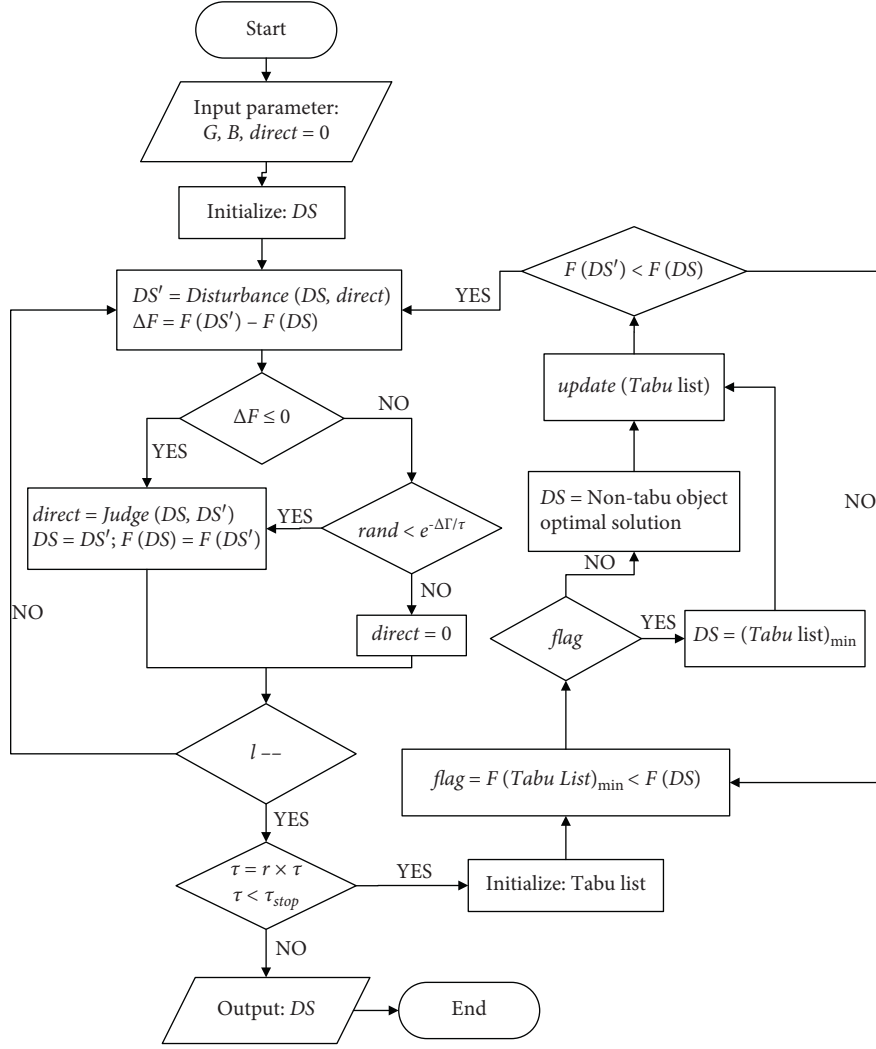 Start
Input parameter:
G, B, direct = 0
Initialize: DS
DS′ = Disturbance (DS, direct)
ΔF = F (DS′) – F (DS)
YES
F (DS′) < F (DS)
ΔF ≤ 0
NO
YES
update (Tabu list)
direct = Judge (DS, DS′)
DS = DS′; F (DS) = F (DS′)
YES
rand < e^{-ΔΓ/τ}
DS = Non-tabu object
optimal solution
NO
NO
NO
NO
direct = 0
flag
YES
DS = (Tabu list)min
l --
flag = F (Tabu List)min < F (DS)
YES
τ = r × τ
τ < τstop
YES
Initialize: Tabu list
NO
Output: DS
End